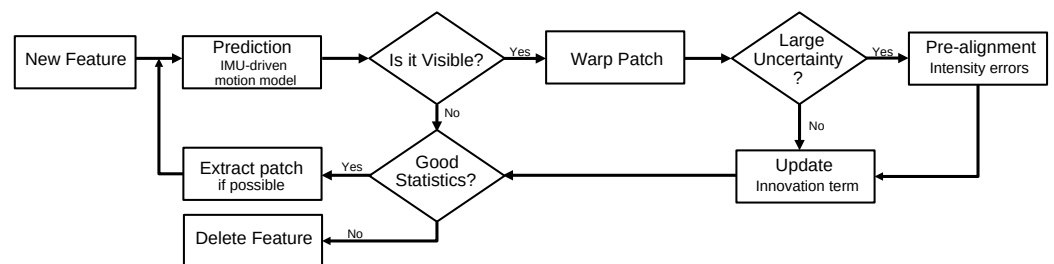 New Feature
Prediction
IMU-driven
motion model
Is it Visible?
Yes
No
Warp Patch
Large
Uncertainty
?
Yes
No
Pre-alignment
Intensity errors
Update
Innovation term
Good
Statistics?
Yes
No
Extract patch
if possible
Delete Feature